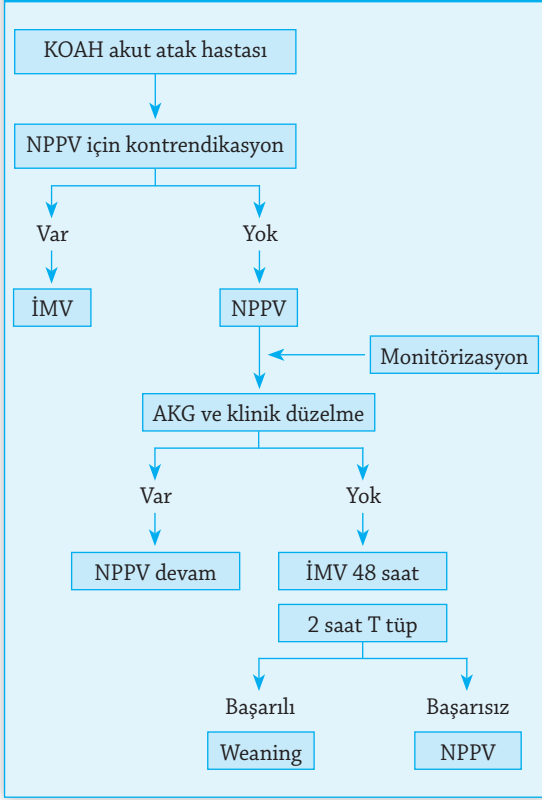 KOAH akut atak hastası
NPPV için kontrendikasyon
Var
Yok
İMV
NPPV
Monitörizasyon
AKG ve klinik düzelme
Var
Yok
NPPV devam
İMV 48 saat
2 saat T tüp
Başarılı
Başarısız
Weaning
NPPV